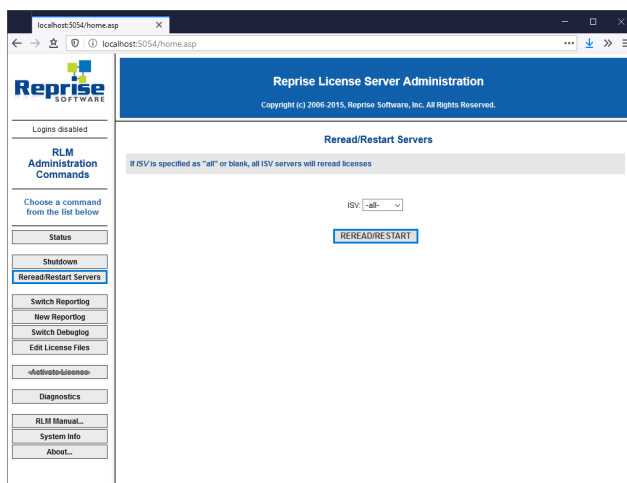 localhost:5054/home.asp
localhost:5054/home.asp
Reprise
SOFTWARE
Reprise License Server Administration
Copyright (c) 2006-2015, Reprise Software, Inc. All Rights Reserved.
Logins disabled
RLM
Administration
Commands
Choose a command
from the list below
Status
Shutdown
Reread/Restart Servers
Switch Reportlog
New Reportlog
Switch Debuglog
Edit License Files
Activate License
Diagnostics
RLM Manual...
System Info
About...
Reread/Restart Servers
If ISV is specified as "all" or blank, all ISV servers will reread licenses
ISV: -all-
REREAD/RESTART